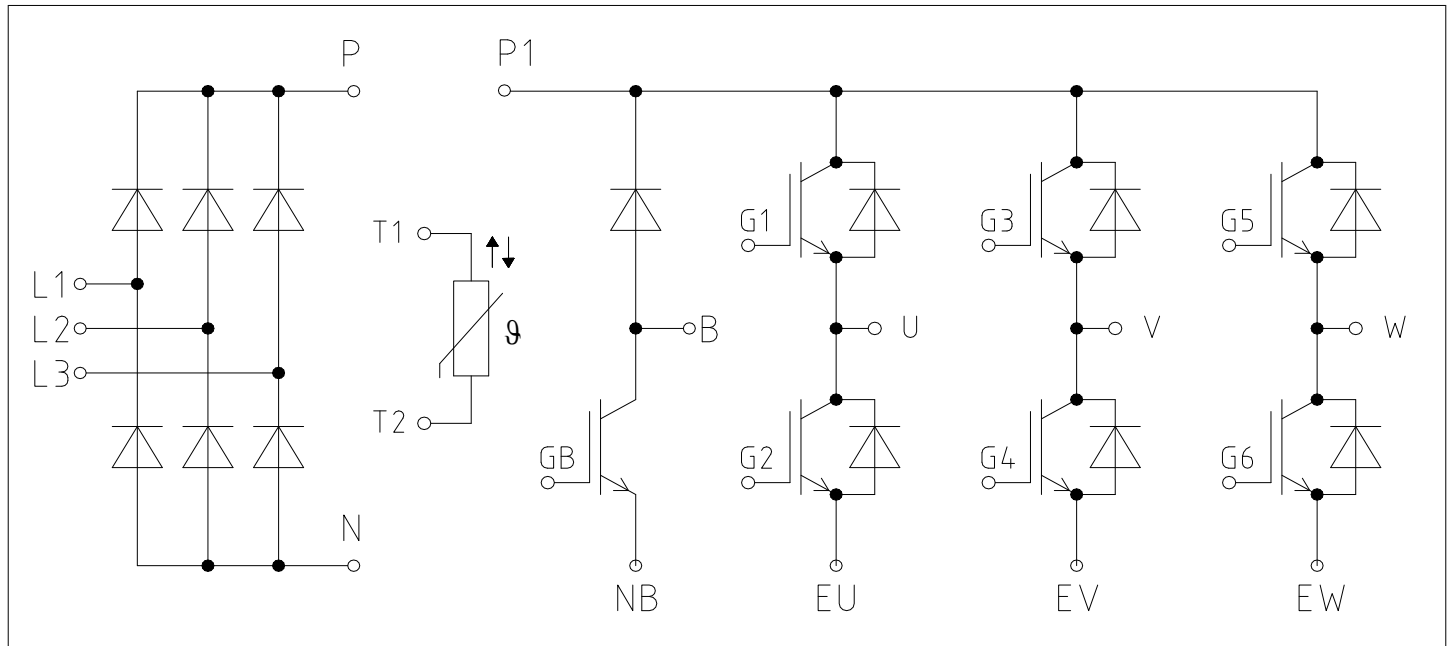 P P1
T1 G1 G3 G5
L1
L2 ϑ B U V W
L3
T2
GB G2 G4 G6
N
NB EU EV EW